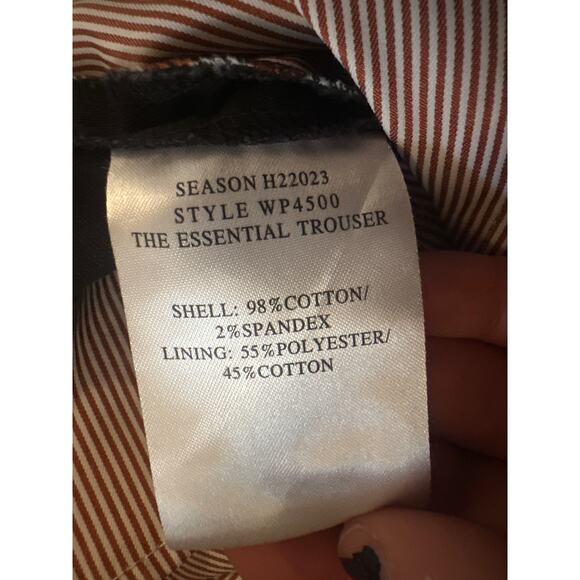 SEASON H22023
STYLE WP4500
THE ESSENTIAL TROUSER
SHELL: 98%COTTON/
2%SPANDEX
LINING: 55%POLYESTER/
45%COTTON